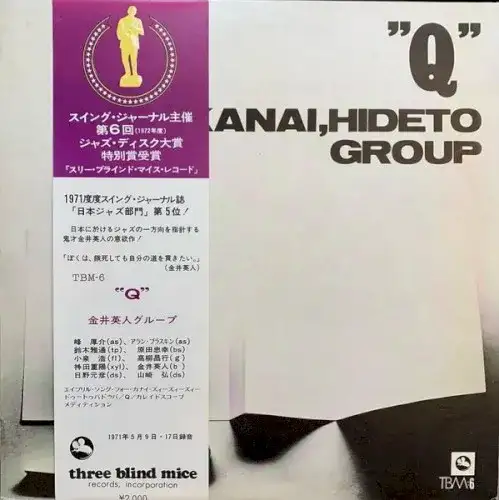 "Q"
KANAI,HIDETO
GROUP
スイング・ジャーナル主催
第6回(1972年度)
ジャズ・ディスク大賞
特別賞受賞
「スリー・ブラインド・マイス・レコード」
1971年度スイング・ジャーナル誌
「日本ジャズ部門」第5位!
日本に於けるジャズの一方向を指針する
鬼才金井英人の意欲作!
「ぼくは、餓死しても自分の道を貫きたい。」
(金井英人)
TBM-6
"Q"
金井英人グループ
峰 厚介(as) アラン・プラスキン(as)
鈴木雅通(tp) 原田忠幸(bs)
小泉 浩(fl) 高柳昌行(g)
神田重陽(xyl) 金井英人(b)
日野元彦(ds) 山崎 弘(ds)
エイプリル・ソング・フォー・カナイ・ズィーズィーズィー
ドゥートゥバドゥバ/Q/カレイドスコープ
メディテイション
1971年5月9日・17日録音
three blind mice
records, incorporation
¥2,000
TBM-6